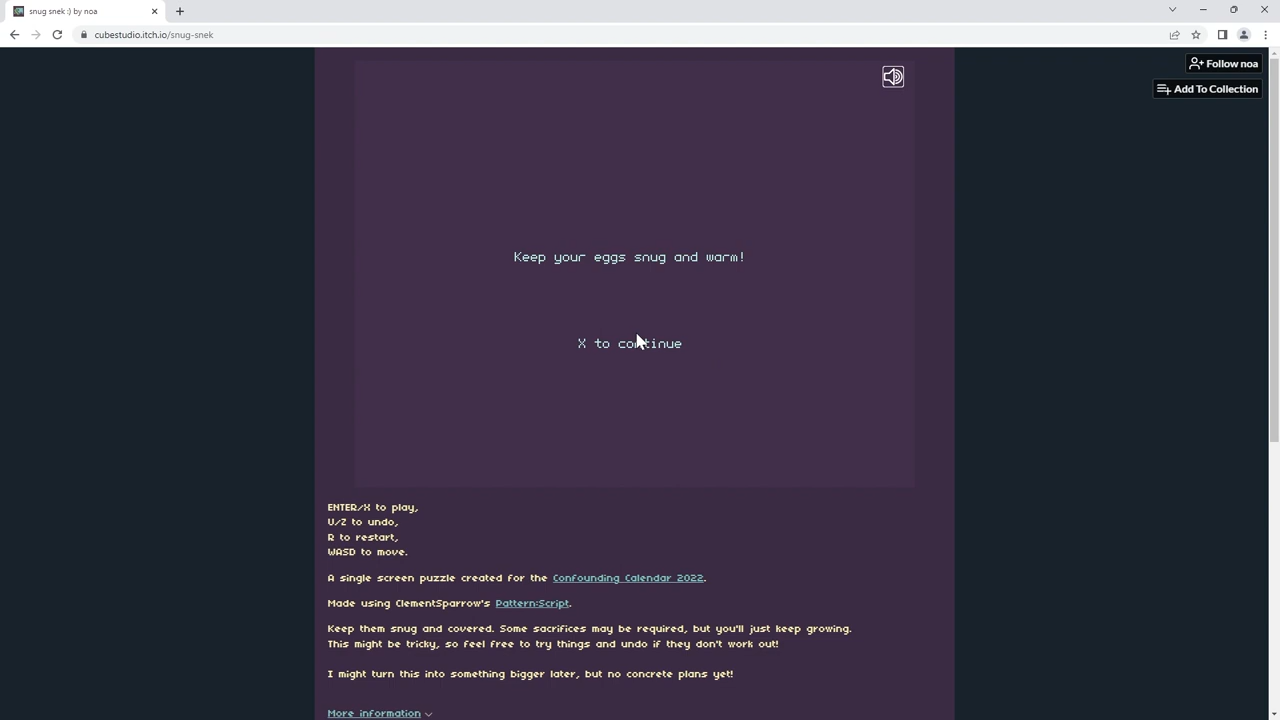 snug snek :) by noa
cubestudio.itch.io/snug-snek
Follow noa
Add To Collection
Keep your eggs snug and warm!
X to continue
ENTER/X to play,
U/Z to undo,
R to restart,
WASD to move.
A single screen puzzle created for the Confounding Calendar 2022.
Made using ClementSparrow's Pattern:Script.
Keep them snug and covered. Some sacrifices may be required, but you'll just keep growing.
This might be tricky, so feel free to try things and undo if they don't work out!
I might turn this into something bigger later, but no concrete plans yet!
More information